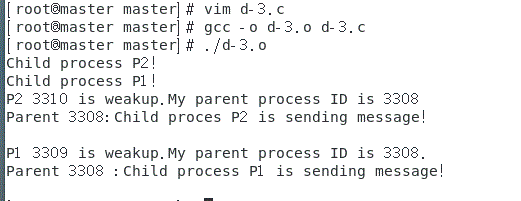 [root@master master]# vim d-3.c
[root@master master]# gcc -o d-3.o d-3.c
[root@master master]# ./d-3.o
Child process P2!
Child process P1!
P2 3310 is weakup.My parent process ID is 3308
Parent 3308:Child proces P2 is sending message!
P1 3309 is weakup.My parent process ID is 3308.
Parent 3308 :Child process P1 is sending message!